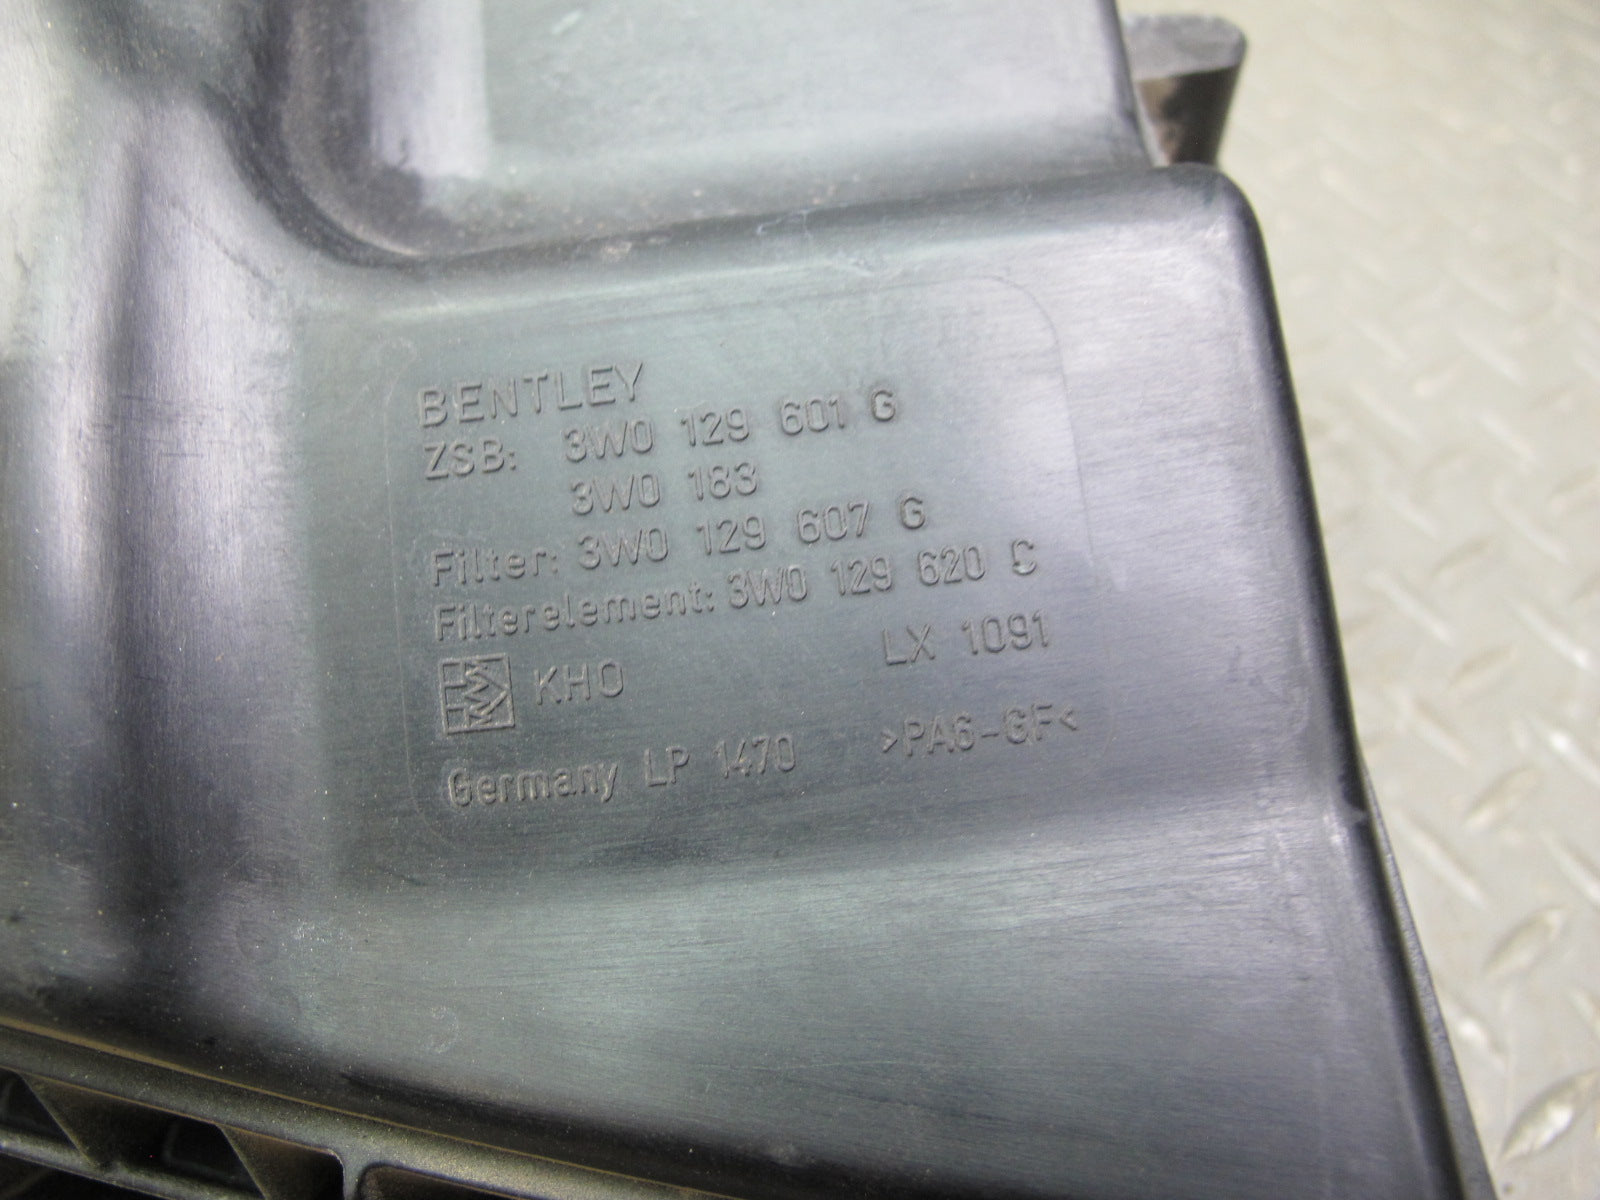 BENTLEY
ZSB: 3W0 129 601 G
3W0 183
Filter: 3W0 129 607 G
Filterelement: 3W0 129 620 C
KHO LX 1091
Germany LP 1470 >PA6-GF<